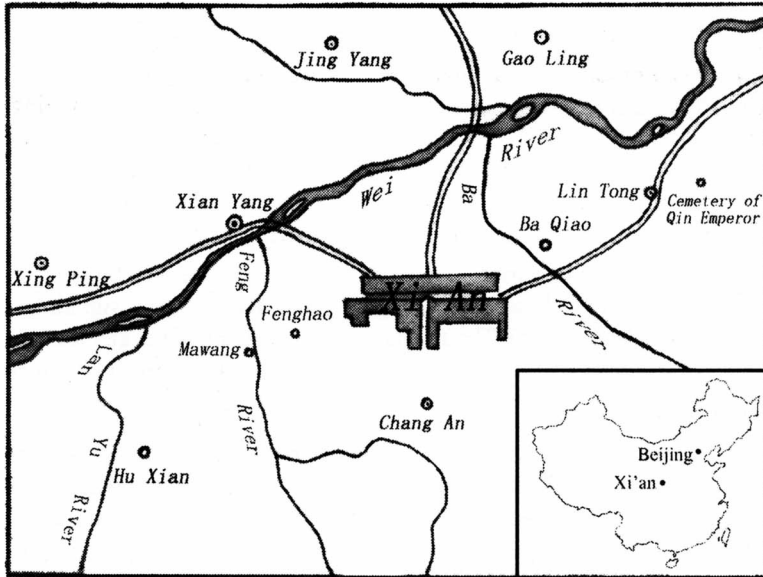 Jing Yang
Gao Ling
Wei River
Ba River
Lin Tong
Cemetery of
Qin Emperor
Xian Yang
Ba Qiao
Xing Ping
Feng River
Xi An
Fenghao
Mawang
Lan Yu River
Chang An
Hu Xian
Beijing
Xi'an